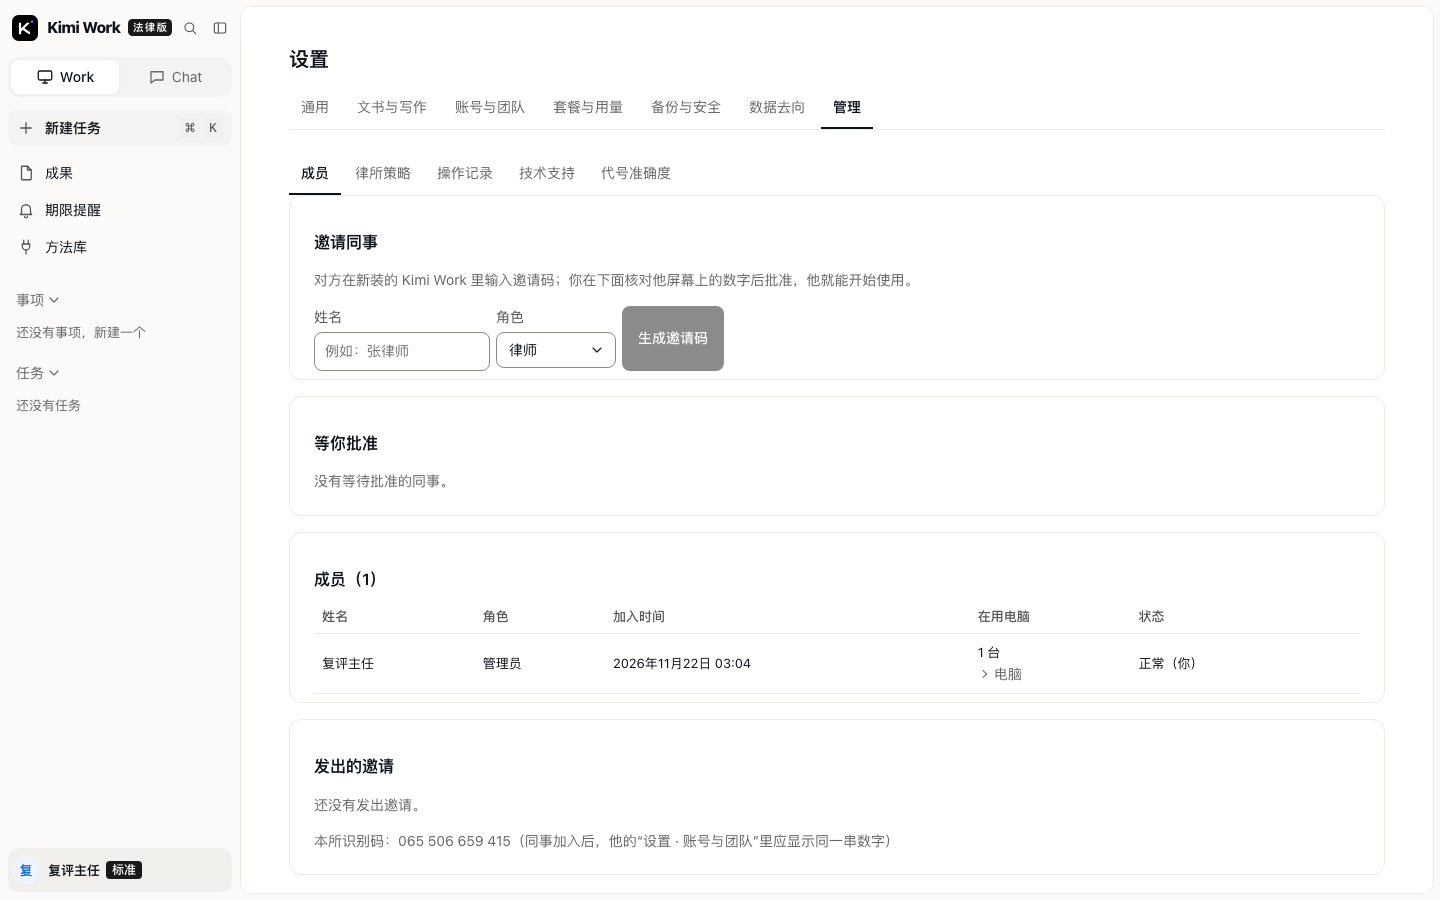 Kimi Work 法律版
Work Chat
新建任务 ⌘ K
成果
期限提醒
方法库
事项
还没有事项，新建一个
任务
还没有任务
复 复评主任 标准
设置
通用 文书与写作 账号与团队 套餐与用量 备份与安全 数据去向 管理
成员 律所策略 操作记录 技术支持 代号准确度
邀请同事
对方在新装的 Kimi Work 里输入邀请码；你在下面核对他屏幕上的数字后批准，他就能开始使用。
姓名 角色
例如：张律师 律师 生成邀请码
等你批准
没有等待批准的同事。
成员（1）
姓名 角色 加入时间 在用电脑 状态
复评主任 管理员 2026年11月22日 03:04 1 台 正常（你）
电脑
发出的邀请
还没有发出邀请。
本所识别码：065 506 659 415（同事加入后，他的“设置 · 账号与团队”里应显示同一串数字）